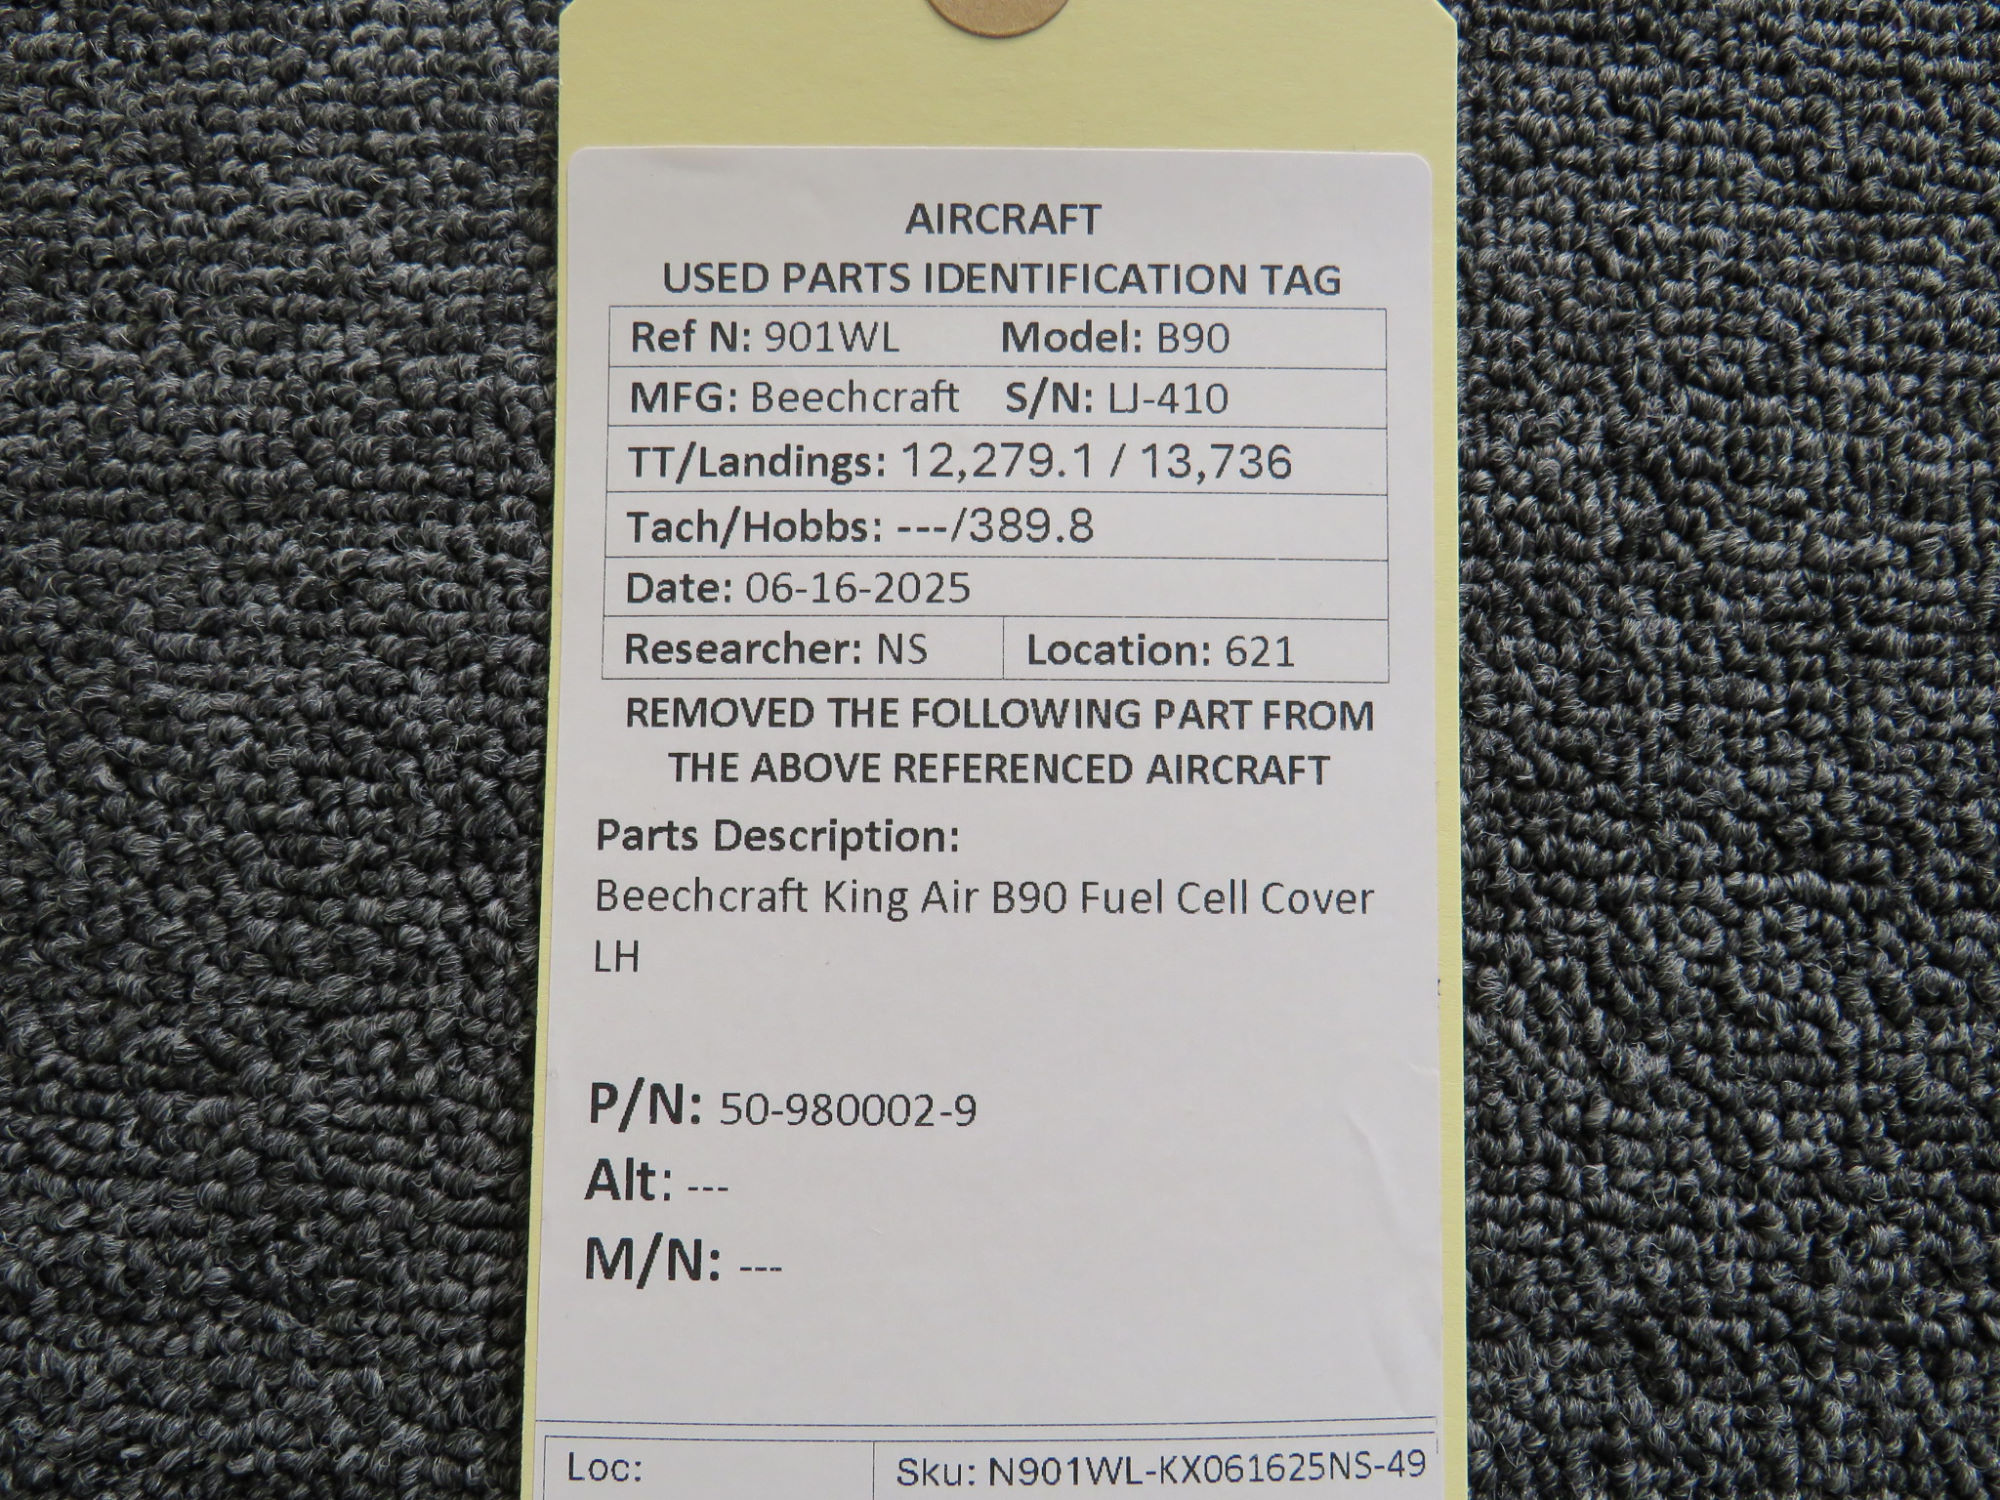 AIRCRAFT
USED PARTS IDENTIFICATION TAG
Ref N: 901WL Model: B90
MFG: Beechcraft S/N: LJ-410
TT/Landings: 12,279.1 / 13,736
Tach/Hobbs: ---/389.8
Date: 06-16-2025
Researcher: NS Location: 621
REMOVED THE FOLLOWING PART FROM
THE ABOVE REFERENCED AIRCRAFT
Parts Description:
Beechcraft King Air B90 Fuel Cell Cover
LH
P/N: 50-980002-9
Alt: ---
M/N: ---
Loc: Sku: N901WL-KX061625NS-49